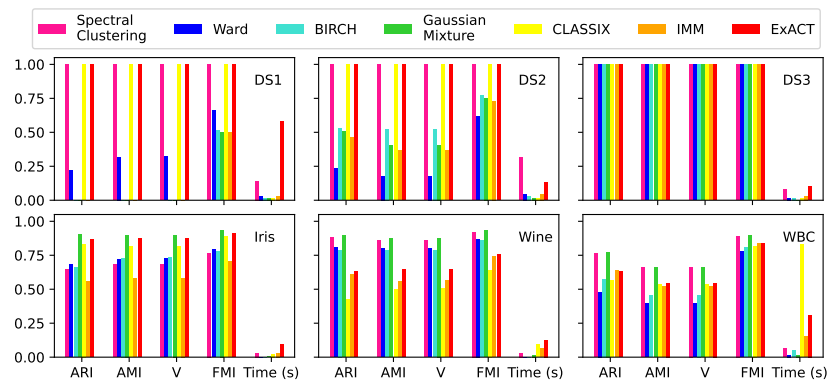 Spectral
Clustering
Ward
BIRCH
Gaussian
Mixture
CLASSIX
IMM
ExACT
1.00
0.75
0.50
0.25
0.00
DS1
DS2
DS3
1.00
0.75
0.50
0.25
0.00
Iris
Wine
WBC
ARI AMI V FMI Time (s)
ARI AMI V FMI Time (s)
ARI AMI V FMI Time (s)